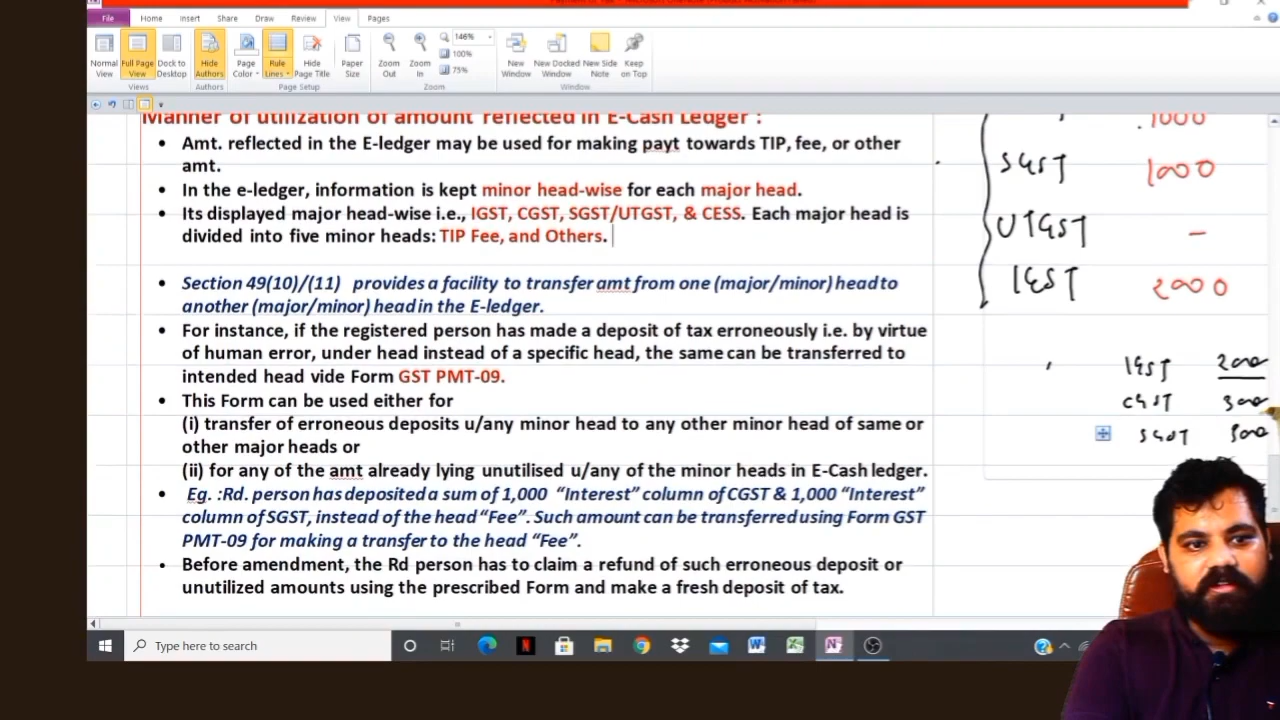 File Home Insert Share Draw Review View Pages
146%
100%
75%
Normal View Full Page View Dock to Desktop Hide Authors Page Color Rule Lines Hide Page Title Paper Size Zoom Out Zoom In New Window New Docked Window New Side Note Keep on Top
Views Authors Page Setup Zoom Window
Manner of utilization of amount reflected in E-Cash Ledger :
• Amt. reflected in the E-ledger may be used for making payt towards TIP, fee, or other
amt.
• In the e-ledger, information is kept minor head-wise for each major head.
• Its displayed major head-wise i.e., IGST, CGST, SGST/UTGST, & CESS. Each major head is
divided into five minor heads: TIP Fee, and Others.
• Section 49(10)/(11) provides a facility to transfer amt from one (major/minor) head to
another (major/minor) head in the E-ledger.
• For instance, if the registered person has made a deposit of tax erroneously i.e. by virtue
of human error, under head instead of a specific head, the same can be transferred to
intended head vide Form GST PMT-09.
• This Form can be used either for
(i) transfer of erroneous deposits u/any minor head to any other minor head of same or
other major heads or
(ii) for any of the amt already lying unutilised u/any of the minor heads in E-Cash ledger.
• Eg. :Rd. person has deposited a sum of 1,000 “Interest” column of CGST & 1,000 “Interest”
column of SGST, instead of the head “Fee”. Such amount can be transferred using Form GST
PMT-09 for making a transfer to the head “Fee”.
• Before amendment, the Rd person has to claim a refund of such erroneous deposit or
unutilized amounts using the prescribed Form and make a fresh deposit of tax.
1000
SGST 1000
UTGST –
IGST 2000
IGST 2000
CGST
SGST
Type here to search